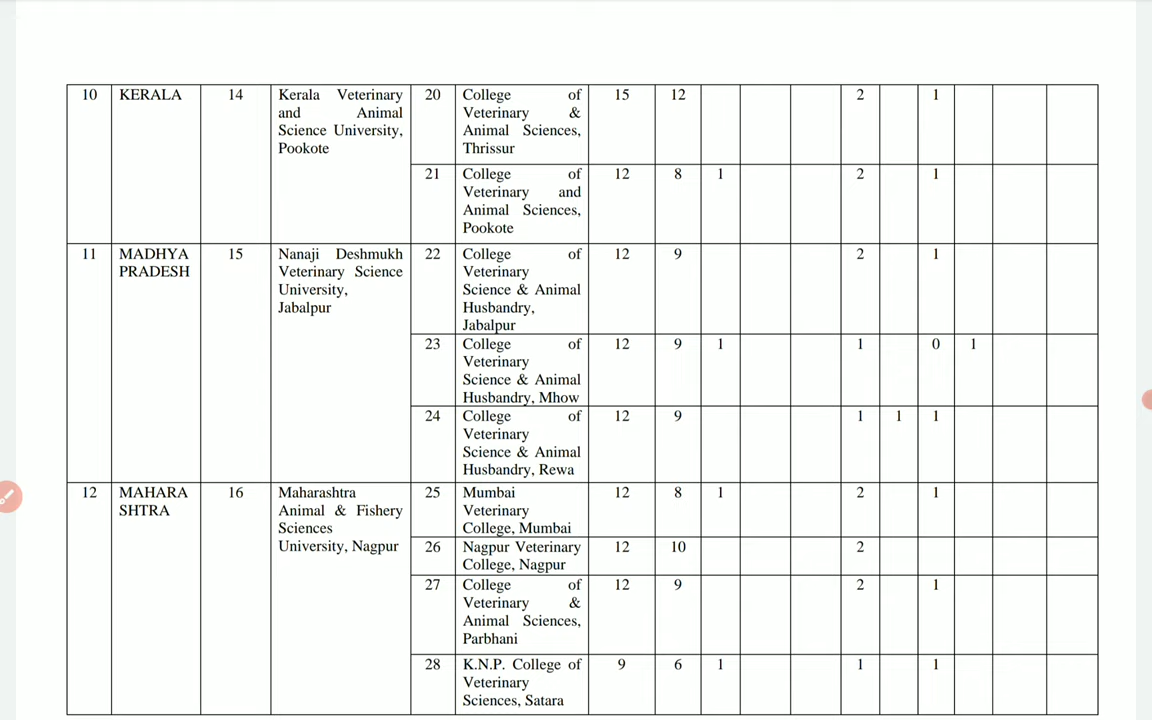 10 KERALA 14 Kerala Veterinary 20 College of 15 12 2 1
and Animal Veterinary &
Science University, Animal Sciences,
Pookote Thrissur
21 College of 12 8 1 2 1
Veterinary and
Animal Sciences,
Pookote
11 MADHYA 15 Nanaji Deshmukh 22 College of 12 9 2 1
PRADESH Veterinary Science Veterinary
University, Science & Animal
Jabalpur Husbandry,
Jabalpur
23 College of 12 9 1 1 0 1
Veterinary
Science & Animal
Husbandry, Mhow
24 College of 12 9 1 1 1
Veterinary
Science & Animal
Husbandry, Rewa
12 MAHARA 16 Maharashtra 25 Mumbai 12 8 1 2 1
SHTRA Animal & Fishery Veterinary
Sciences College, Mumbai
University, Nagpur 26 Nagpur Veterinary 12 10 2
College, Nagpur
27 College of 12 9 2 1
Veterinary &
Animal Sciences,
Parbhani
28 K.N.P. College of 9 6 1 1 1
Veterinary
Sciences, Satara